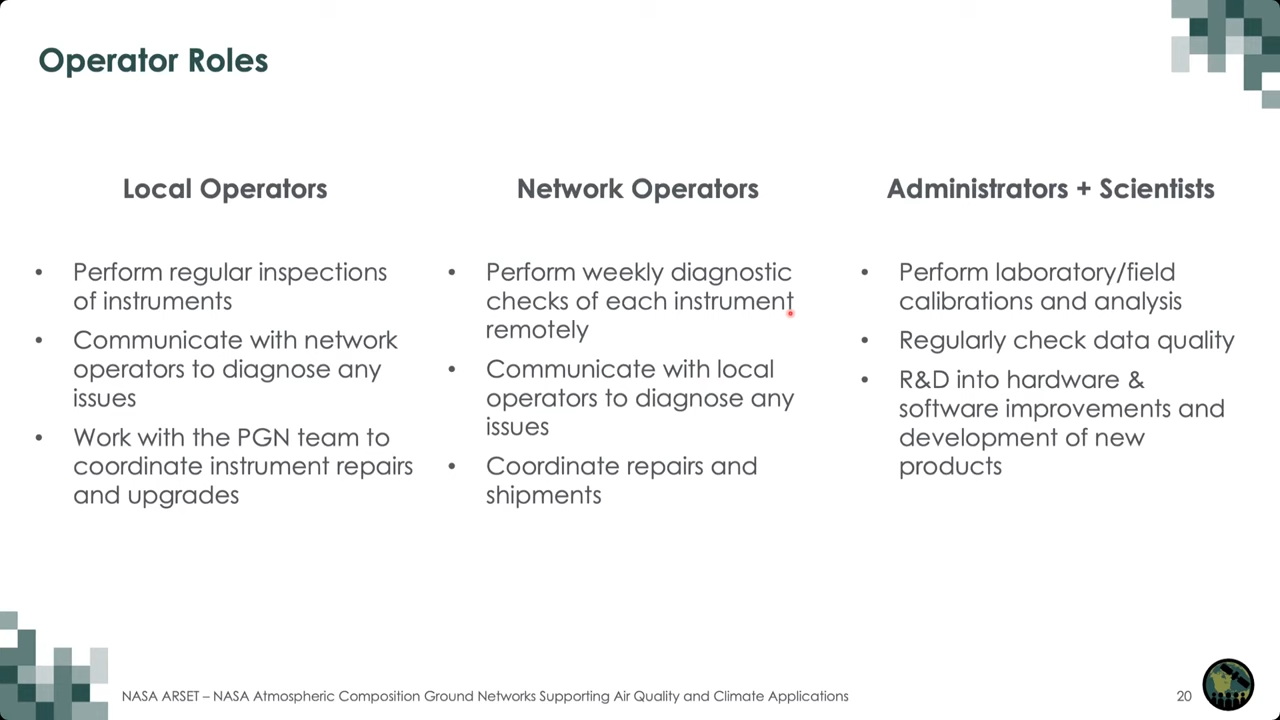 Operator Roles
Local Operators
• Perform regular inspections
of instruments
• Communicate with network
operators to diagnose any
issues
• Work with the PGN team to
coordinate instrument repairs
and upgrades
Network Operators
• Perform weekly diagnostic
checks of each instrument
remotely
• Communicate with local
operators to diagnose any
issues
• Coordinate repairs and
shipments
Administrators + Scientists
• Perform laboratory/field
calibrations and analysis
• Regularly check data quality
• R&D into hardware &
software improvements and
development of new
products
NASA ARSET – NASA Atmospheric Composition Ground Networks Supporting Air Quality and Climate Applications
20